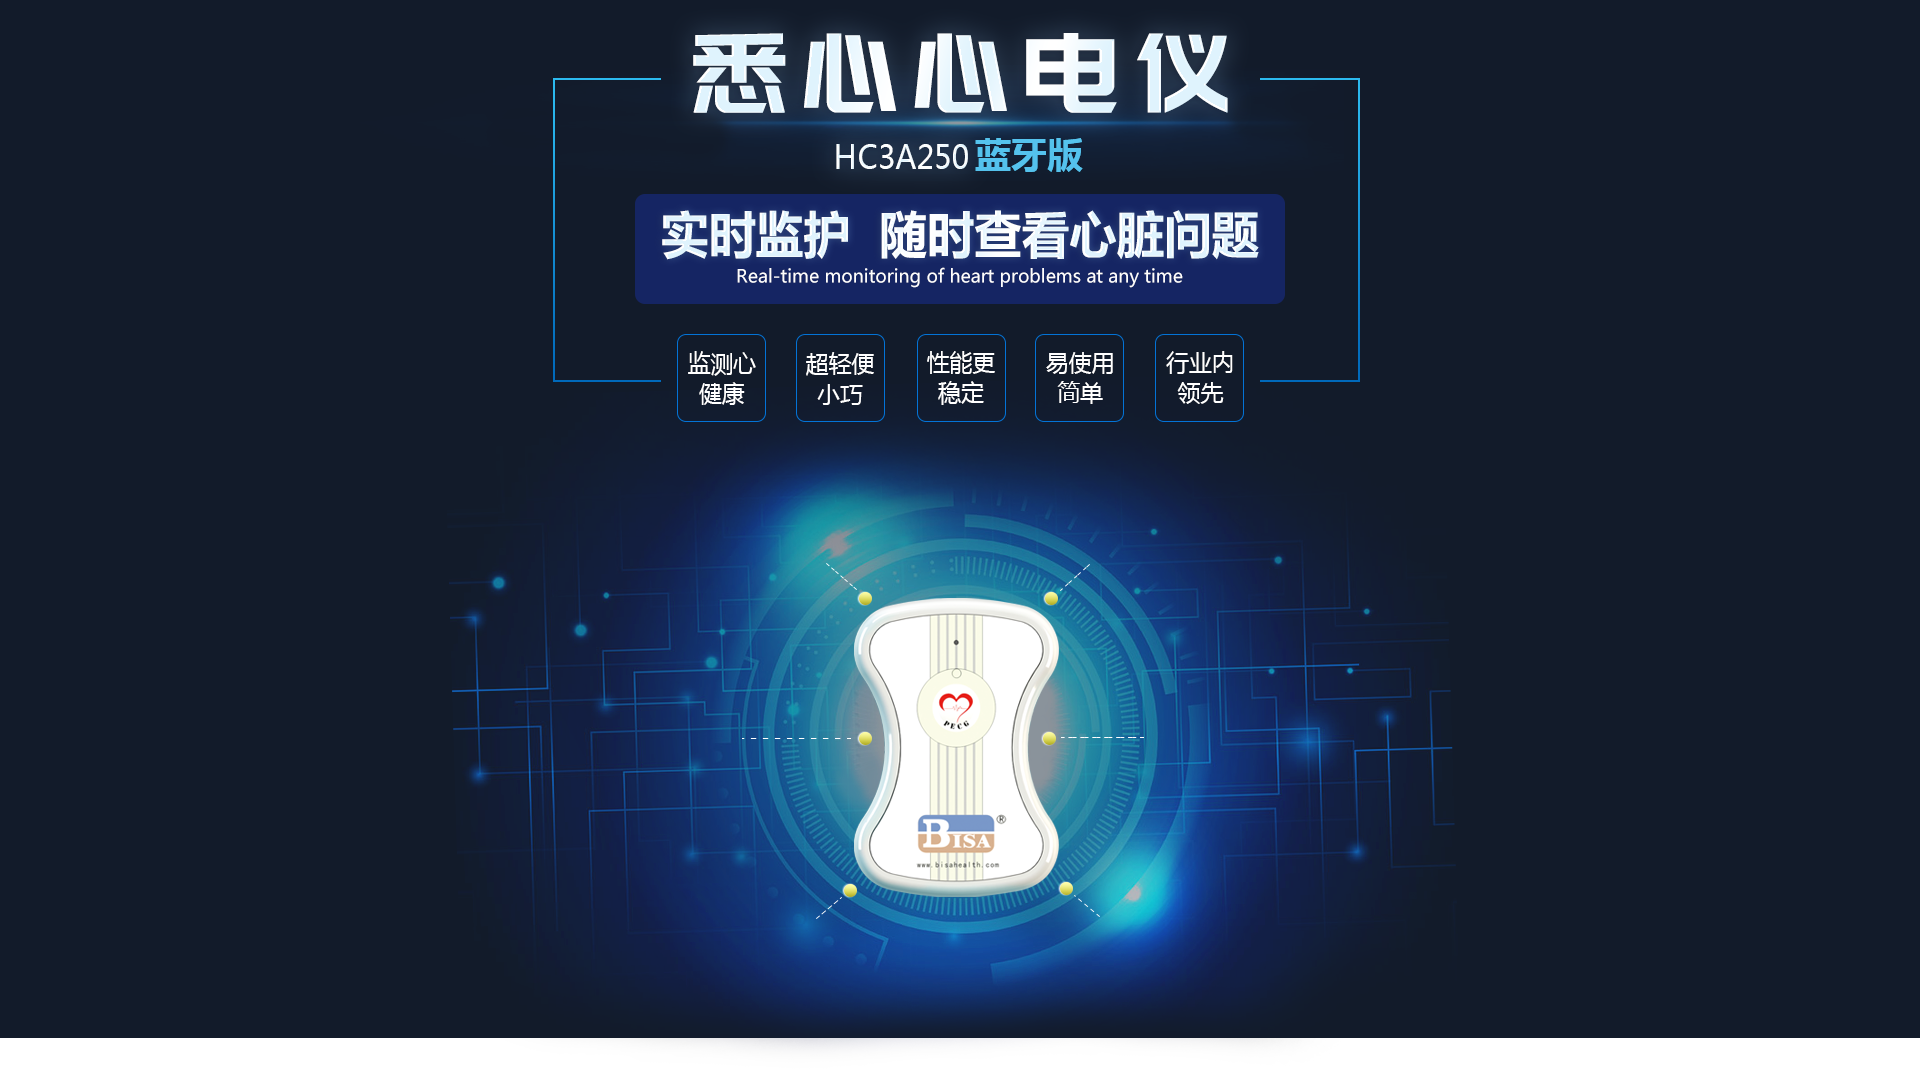 悉心心电仪
HC3A250 蓝牙版
实时监护 随时查看心脏问题
Real-time monitoring of heart problems at any time
监测心
健康
超轻便
小巧
性能更
稳定
易使用
简单
行业内
领先
PECG
BISA®
www.bisahealth.com